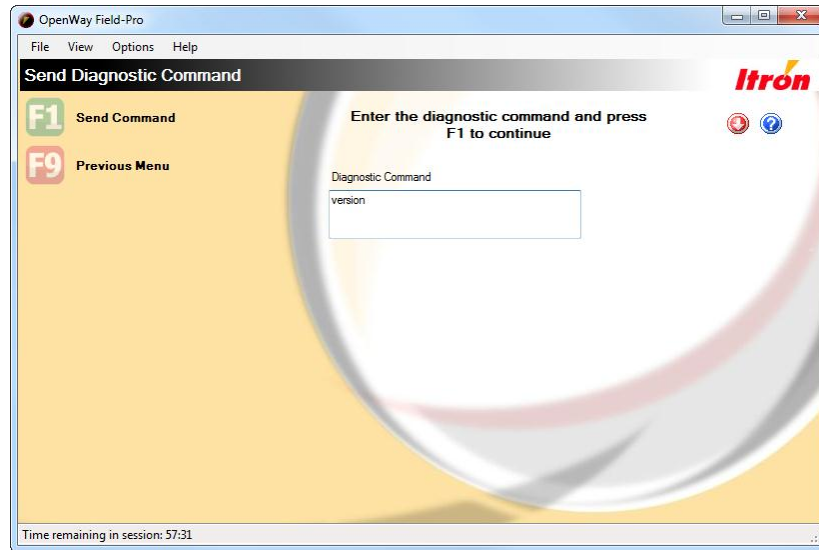 OpenWay Field-Pro
File View Options Help
Send Diagnostic Command
Itrón
F1 Send Command
F9 Previous Menu
Enter the diagnostic command and press
F1 to continue
Diagnostic Command
version
Time remaining in session: 57:31